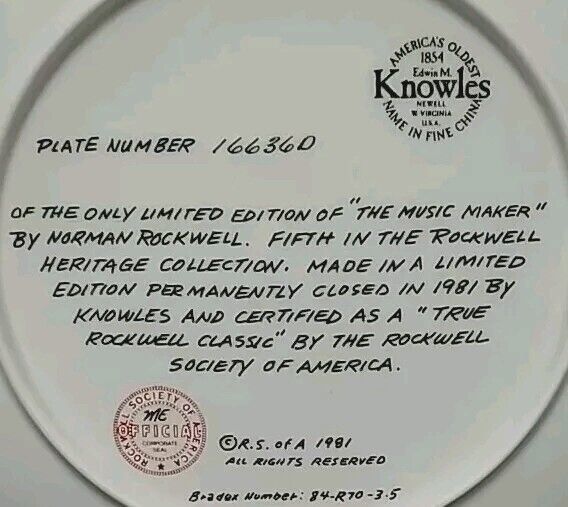 AMERICA'S OLDEST
1854
Edwin M.
Knowles
NEWELL
W. VIRGINIA
U.S.A.
NAME IN FINE CHINA
PLATE NUMBER 16636D
OF THE ONLY LIMITED EDITION OF "THE MUSIC MAKER"
BY NORMAN ROCKWELL. FIFTH IN THE ROCKWELL
HERITAGE COLLECTION. MADE IN A LIMITED
EDITION PERMANENTLY CLOSED IN 1981 BY
KNOWLES AND CERTIFIED AS A "TRUE
ROCKWELL CLASSIC" BY THE ROCKWELL
SOCIETY OF AMERICA.
ROCKWELL SOCIETY OF AMERICA
ME
OFFICIAL
CORPORATE
SEAL
©R.S. of A 1981
ALL RIGHTS RESERVED
Bradex Number: 84-R70-3.5